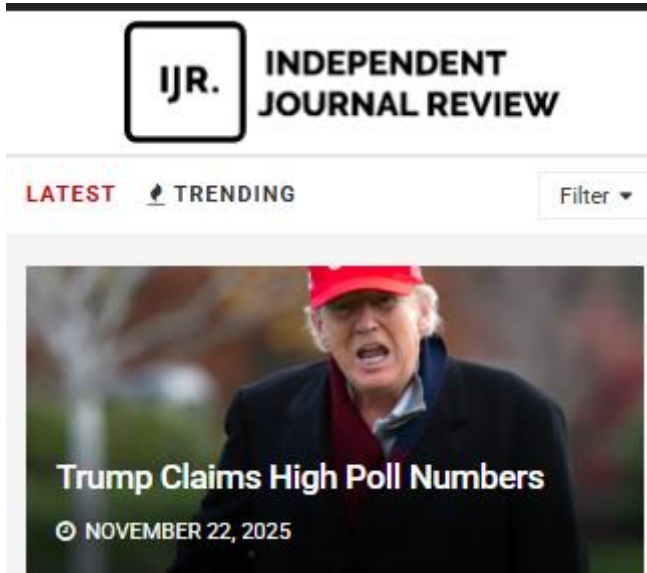 IJR.
INDEPENDENT
JOURNAL REVIEW
LATEST TRENDING
Filter
Trump Claims High Poll Numbers
NOVEMBER 22, 2025